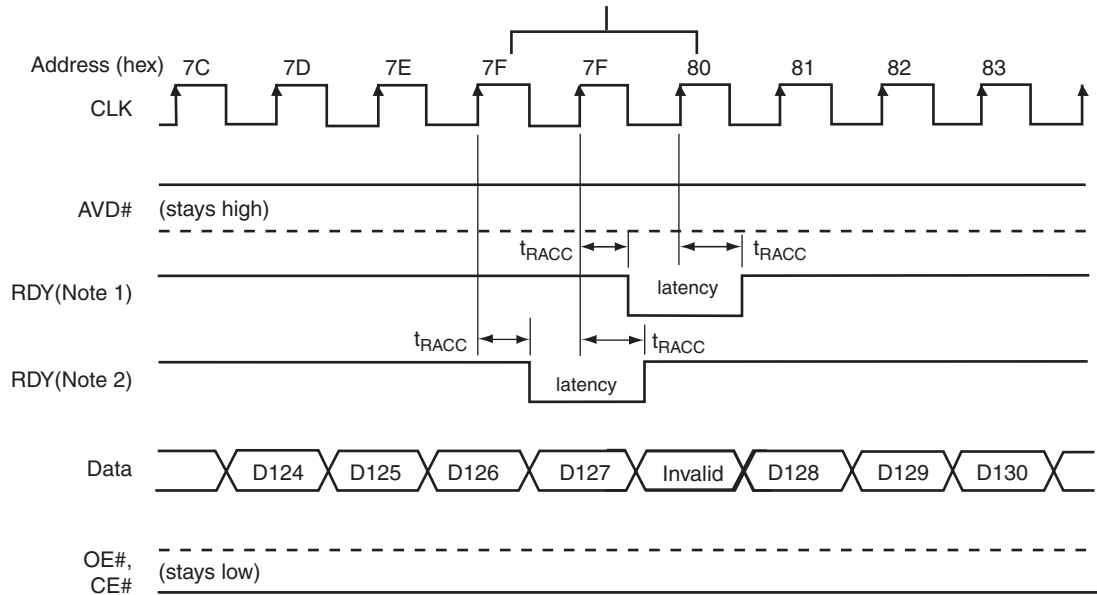 Address (hex) 7C 7D 7E 7F 7F 80 81 82 83
CLK
AVD# (stays high)
tRACC tRACC
RDY(Note 1) latency
tRACC tRACC
RDY(Note 2) latency
Data D124 D125 D126 D127 Invalid D128 D129 D130
OE#,
CE# (stays low)